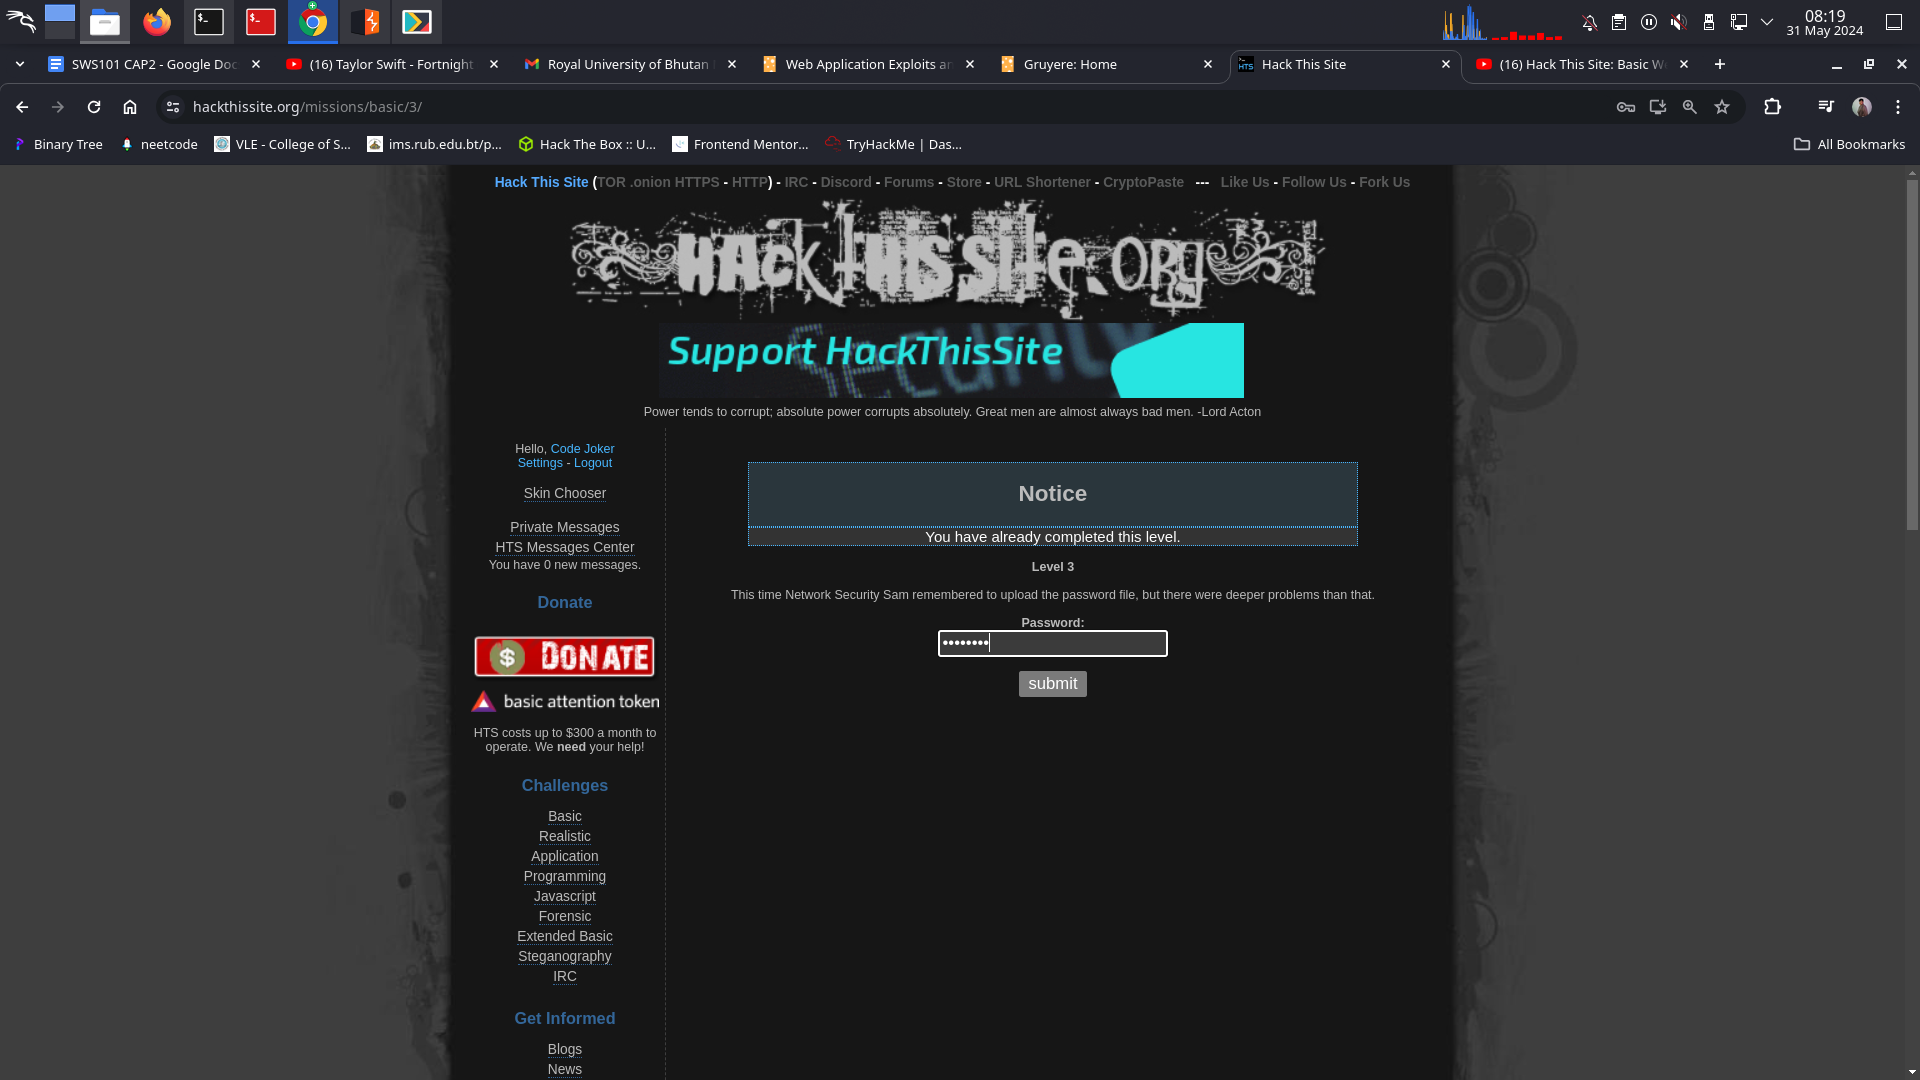 08:19
31 May 2024
SWS101 CAP2 - Google Doc
(16) Taylor Swift - Fortnight
Royal University of Bhutan
Web Application Exploits an
Gruyere: Home
Hack This Site
(16) Hack This Site: Basic W
hackthissite.org/missions/basic/3/
Binary Tree
neetcode
VLE - College of S...
ims.rub.edu.bt/p...
Hack The Box :: U...
Frontend Mentor...
TryHackMe | Das...
All Bookmarks
Hack This Site (TOR .onion HTTPS - HTTP) - IRC - Discord - Forums - Store - URL Shortener - CryptoPaste --- Like Us - Follow Us - Fork Us
HACk tHIS SItE.ORg
Support HackThisSite
Power tends to corrupt; absolute power corrupts absolutely. Great men are almost always bad men. -Lord Acton
Hello, Code Joker
Settings - Logout
Skin Chooser
Private Messages
HTS Messages Center
You have 0 new messages.
Donate
$ DONATE
basic attention token
HTS costs up to $300 a month to
operate. We need your help!
Challenges
Basic
Realistic
Application
Programming
Javascript
Forensic
Extended Basic
Steganography
IRC
Get Informed
Blogs
News
Notice
You have already completed this level.
Level 3
This time Network Security Sam remembered to upload the password file, but there were deeper problems than that.
Password:
••••••••
submit